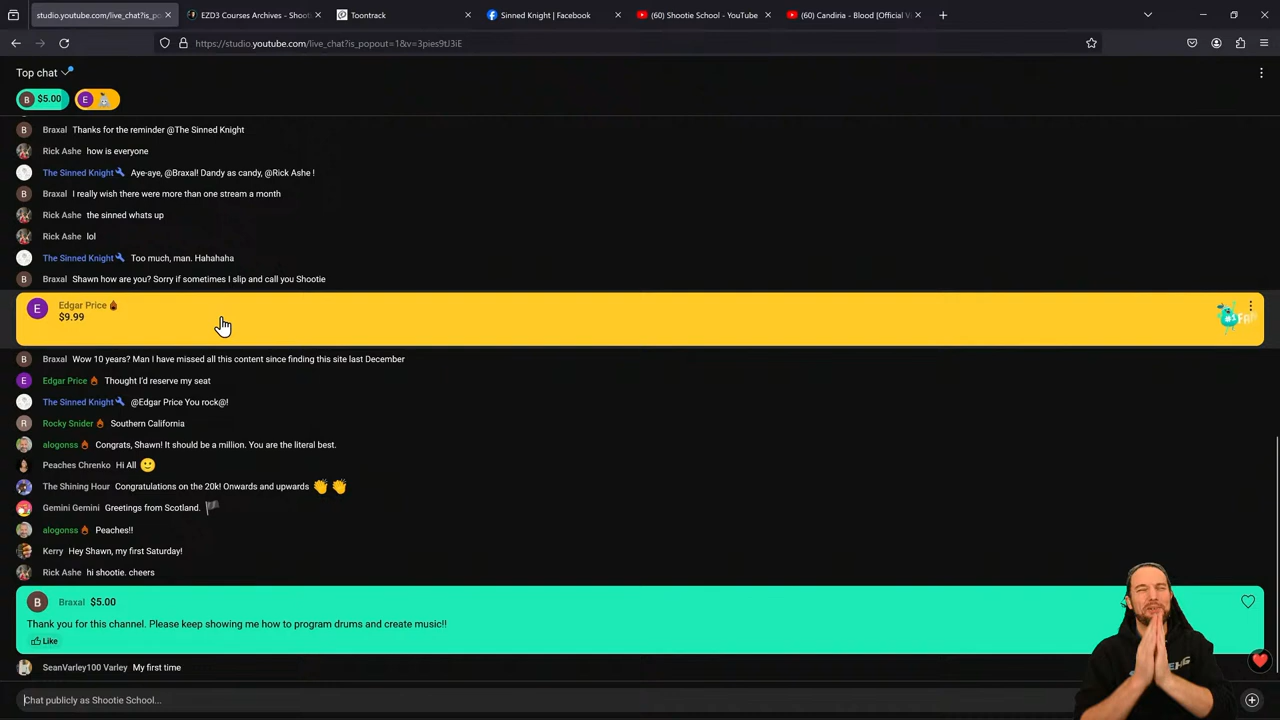 studio.youtube.com/live_chat?is_po
EZD3 Courses Archives - Shooti
Toontrack
Sinned Knight | Facebook
(60) Shootie School - YouTube
(60) Candiria - Blood [Official V
https://studio.youtube.com/live_chat?is_popout=1&v=3pies9tJ3iE
Top chat
B $5.00
E
B Braxal Thanks for the reminder @The Sinned Knight
Rick Ashe how is everyone
The Sinned Knight Aye-aye, @Braxal! Dandy as candy, @Rick Ashe !
B Braxal I really wish there were more than one stream a month
Rick Ashe the sinned whats up
Rick Ashe lol
The Sinned Knight Too much, man. Hahahaha
B Braxal Shawn how are you? Sorry if sometimes I slip and call you Shootie
E Edgar Price
$9.99
#1 FAN
B Braxal Wow 10 years? Man I have missed all this content since finding this site last December
E Edgar Price Thought I'd reserve my seat
The Sinned Knight @Edgar Price You rock@!
R Rocky Snider Southern California
alogonss Congrats, Shawn! It should be a million. You are the literal best.
Peaches Chrenko Hi All
The Shining Hour Congratulations on the 20k! Onwards and upwards
Gemini Gemini Greetings from Scotland.
alogonss Peaches!!
Kerry Hey Shawn, my first Saturday!
Rick Ashe hi shootie. cheers
B Braxal $5.00
Thank you for this channel. Please keep showing me how to program drums and create music!!
Like
SeanVarley100 Varley My first time
Chat publicly as Shootie School...